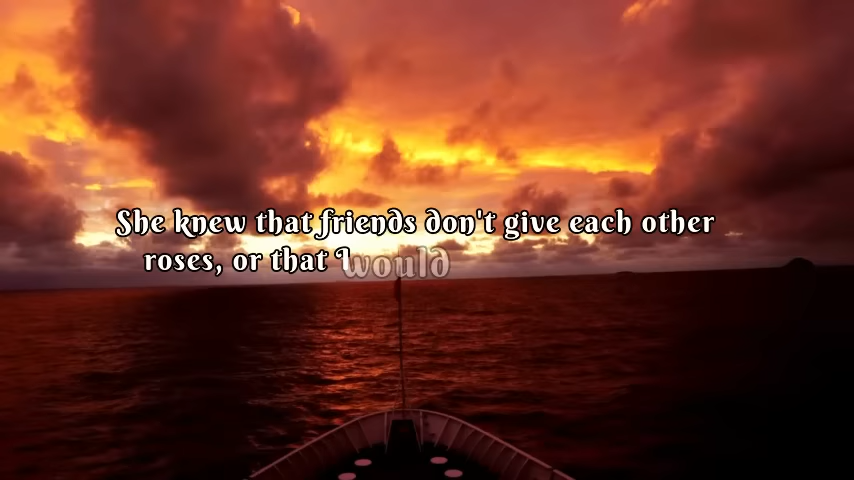 She knew that friends don't give each other
roses, or that I would